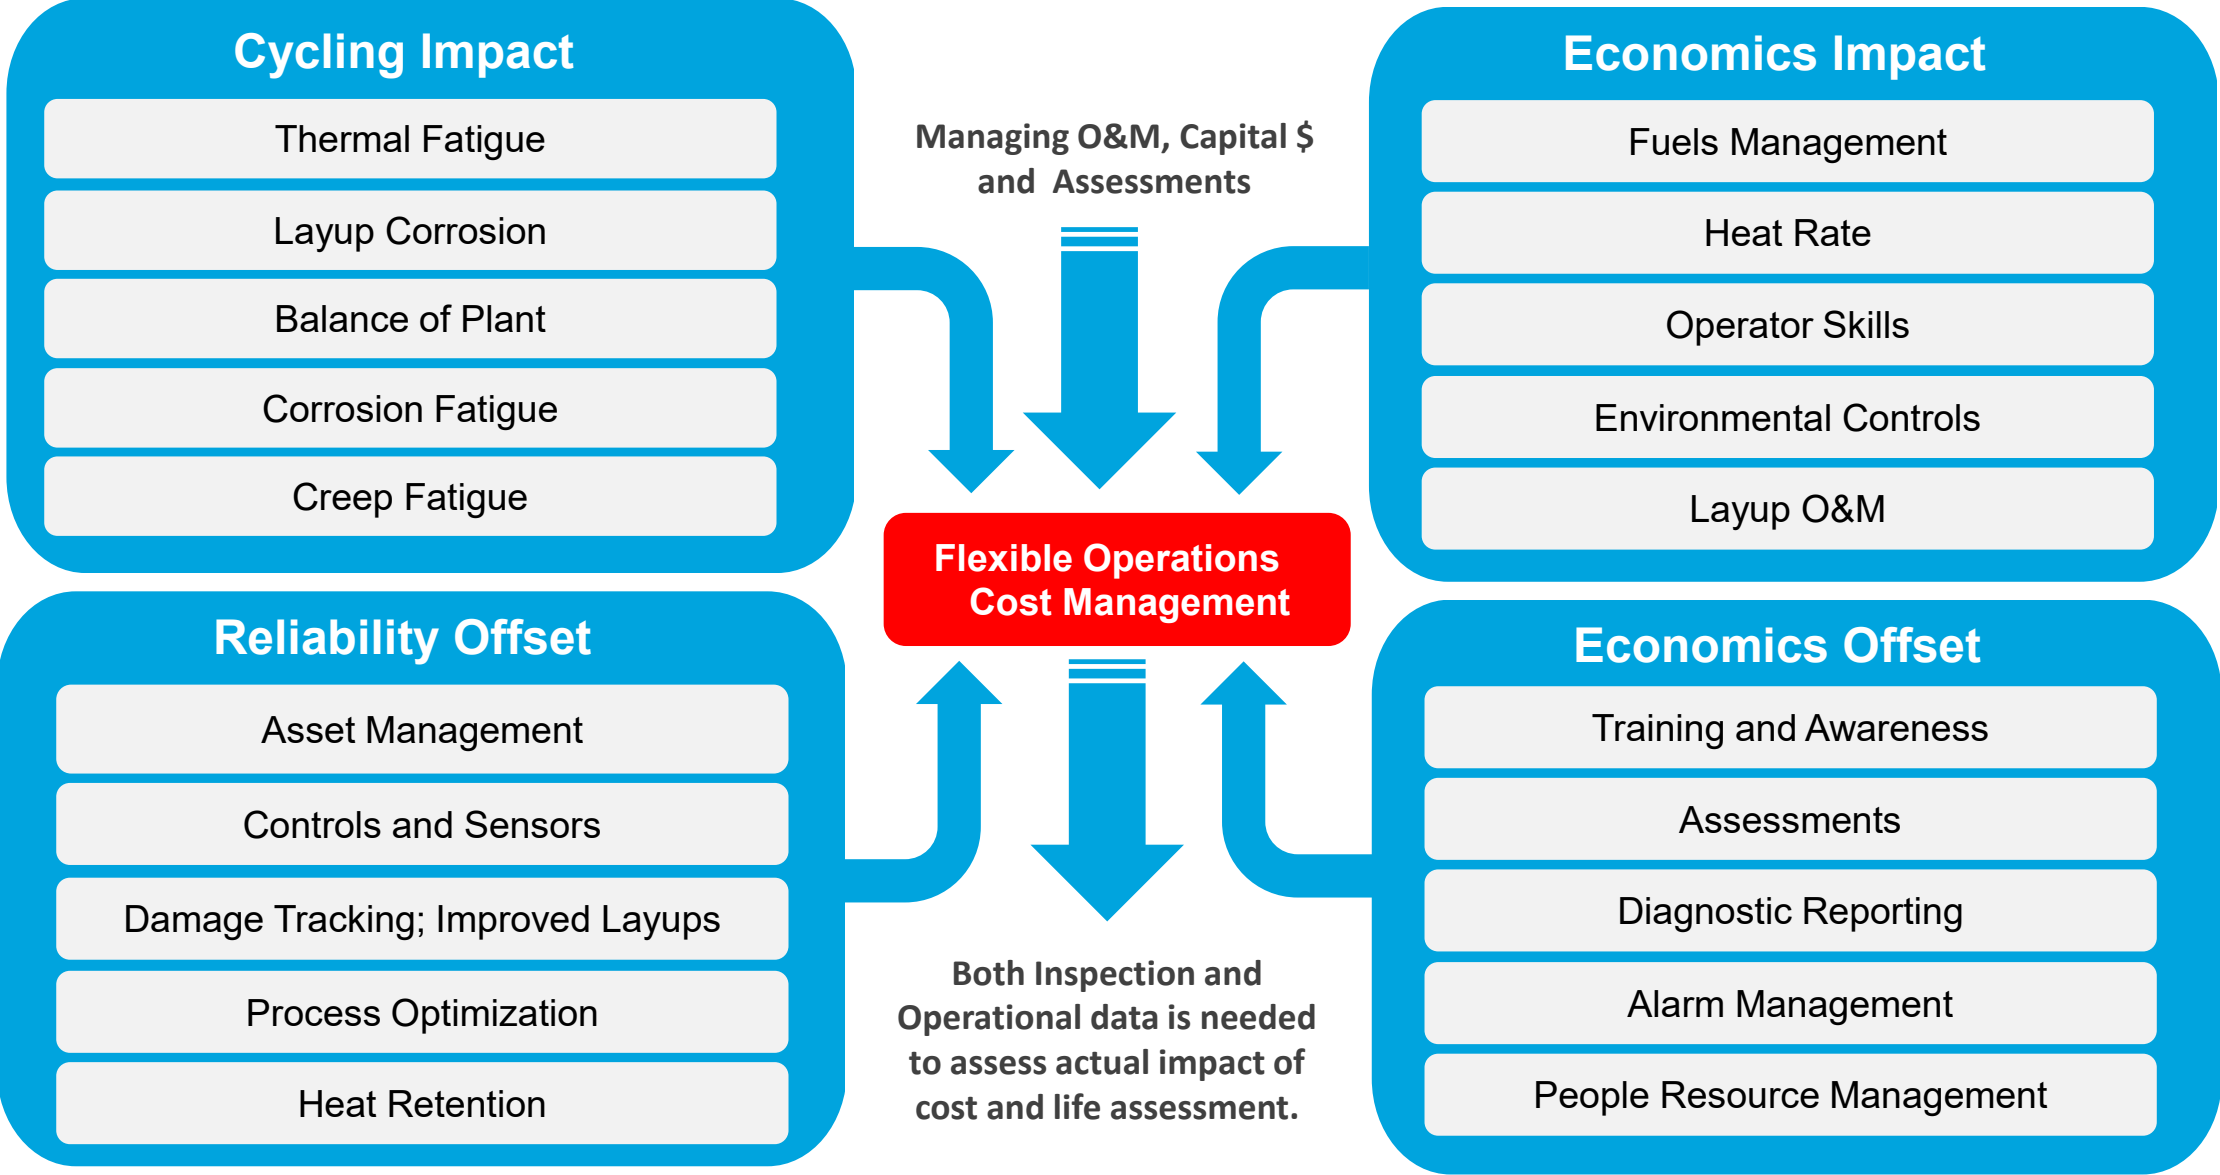 Cycling Impact
Thermal Fatigue
Layup Corrosion
Balance of Plant
Corrosion Fatigue
Creep Fatigue
Managing O&M, Capital $
and Assessments
Economics Impact
Fuels Management
Heat Rate
Operator Skills
Environmental Controls
Layup O&M
Flexible Operations
Cost Management
Reliability Offset
Asset Management
Controls and Sensors
Damage Tracking; Improved Layups
Process Optimization
Heat Retention
Both Inspection and
Operational data is needed
to assess actual impact of
cost and life assessment.
Economics Offset
Training and Awareness
Assessments
Diagnostic Reporting
Alarm Management
People Resource Management